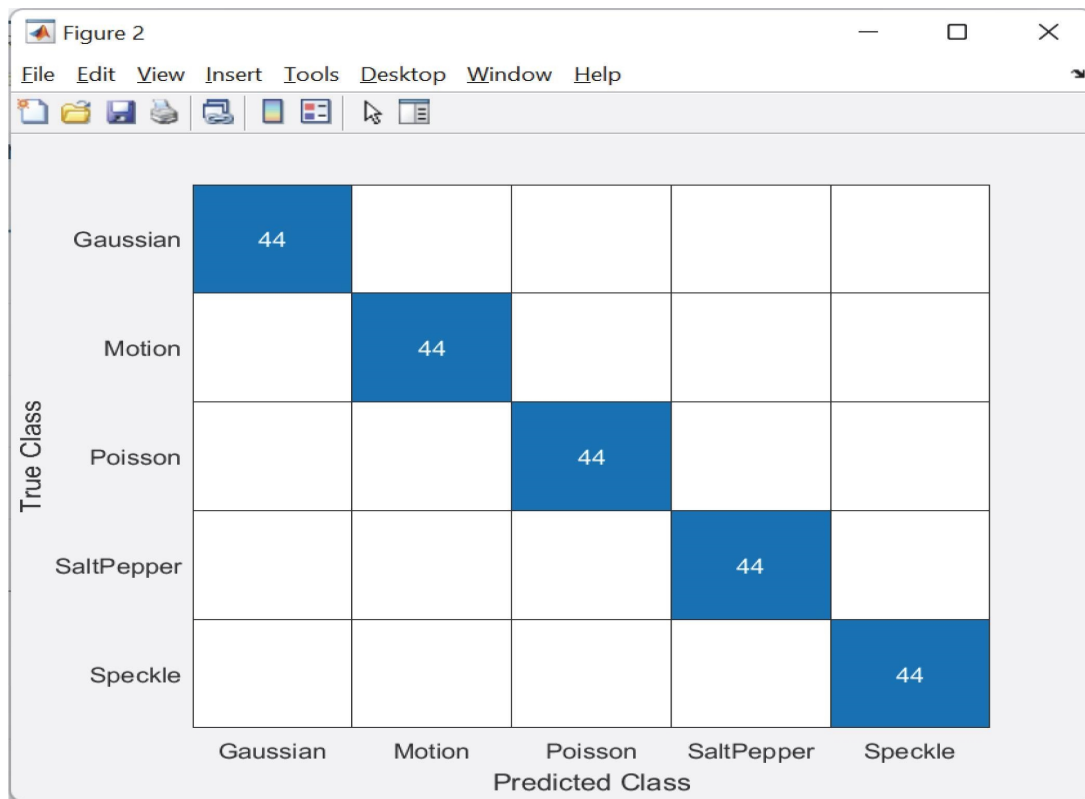 Figure 2
File Edit View Insert Tools Desktop Window Help
Gaussian 44
Motion 44
True Class
Poisson 44
SaltPepper 44
Speckle 44
Gaussian Motion Poisson SaltPepper Speckle
Predicted Class